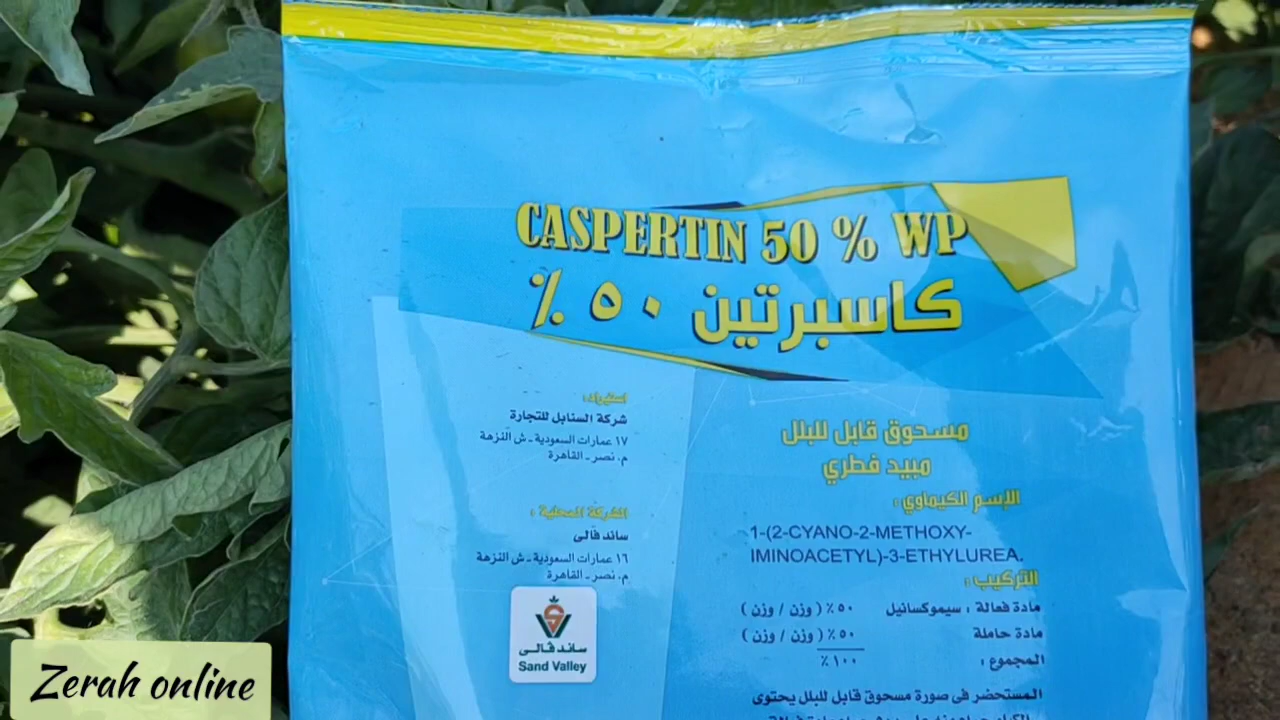 CASPERTIN 50 % WP
كاسبرتين ٥٠ ٪
مسحوق قابل للبلل
مبيد فطري
الإسم الكيماوي :
1-(2-CYANO-2-METHOXY-
IMINOACETYL)-3-ETHYLUREA.
التركيب :
مادة فعالة : سيموكسانيل ٥٠٪ ( وزن / وزن )
مادة حاملة ٥٠٪ ( وزن / وزن )
المجموع : ١٠٠٪
المستحضر فى صورة مسحوق قابل للبلل يحتوى
استيراد :
شركة السنابل للتجارة
١٧ عمارات السعودية - ش النزهة
م. نصر - القاهرة
الشركة المحلية :
ساند ڤالى
١٦ عمارات السعودية - ش النزهة
م. نصر - القاهرة
ساند ڤالى
Sand Valley
Zerah online